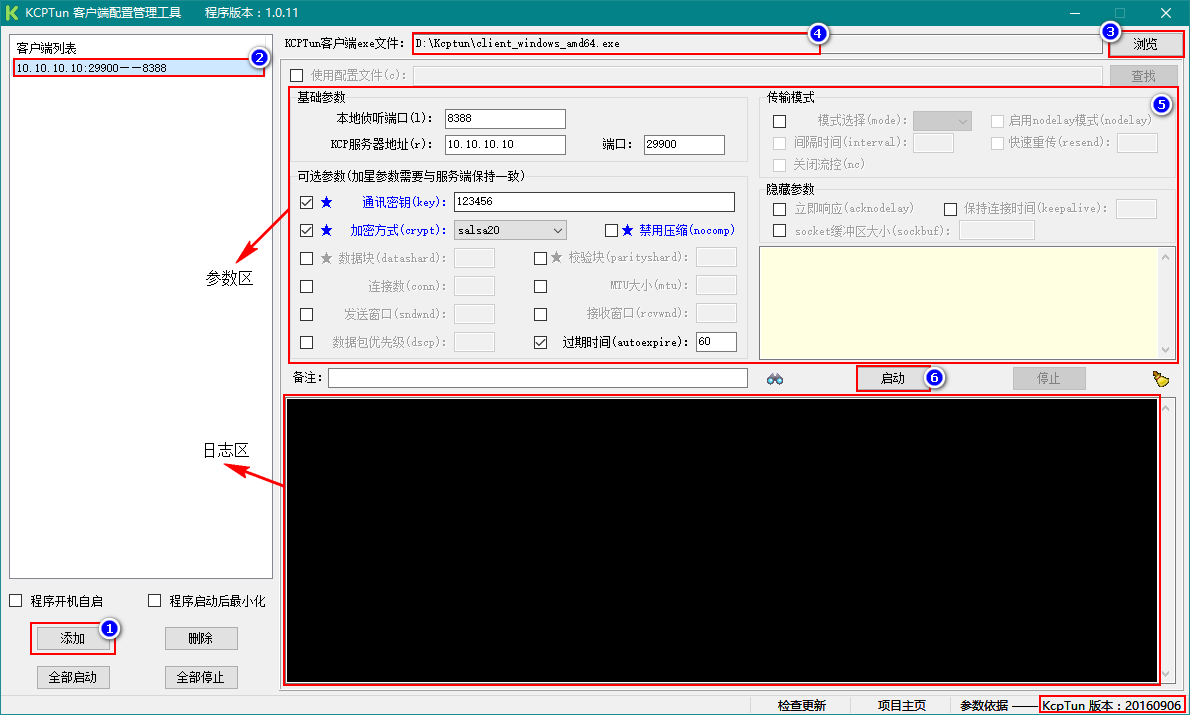 KCPTun 客户端配置管理工具 程序版本：1.0.11
客户端列表
10.10.10.10:29900－－8388
2
KCPTun客户端exe文件：
D:\Kcptun\client_windows_amd64.exe
4
3
浏览
使用配置文件(c)：
查找
基础参数
本地侦听端口(l)：
8388
KCP服务器地址(r)：
10.10.10.10
端口：
29900
可选参数(加星参数需要与服务端保持一致)
★ 通讯密钥(key)：
123456
★ 加密方式(crypt)：
salsa20
★ 禁用压缩(nocomp)
★ 数据块(datashard)：
★ 校验块(parityshard)：
连接数(conn)：
MTU大小(mtu)：
发送窗口(sndwnd)：
接收窗口(rcvwnd)：
数据包优先级(dscp)：
过期时间(autoexpire)：
60
传输模式
5
模式选择(mode)：
启用nodelay模式(nodelay)
间隔时间(interval)：
快速重传(resend)：
关闭流控(nc)
隐藏参数
立即响应(acknodelay)
保持连接时间(keepalive)：
socket缓冲区大小(sockbuf)：
参数区
备注：
启动
6
停止
日志区
程序开机自启
程序启动后最小化
添加
1
删除
全部启动
全部停止
检查更新
项目主页
参数依据 ——
KcpTun 版本：20160906